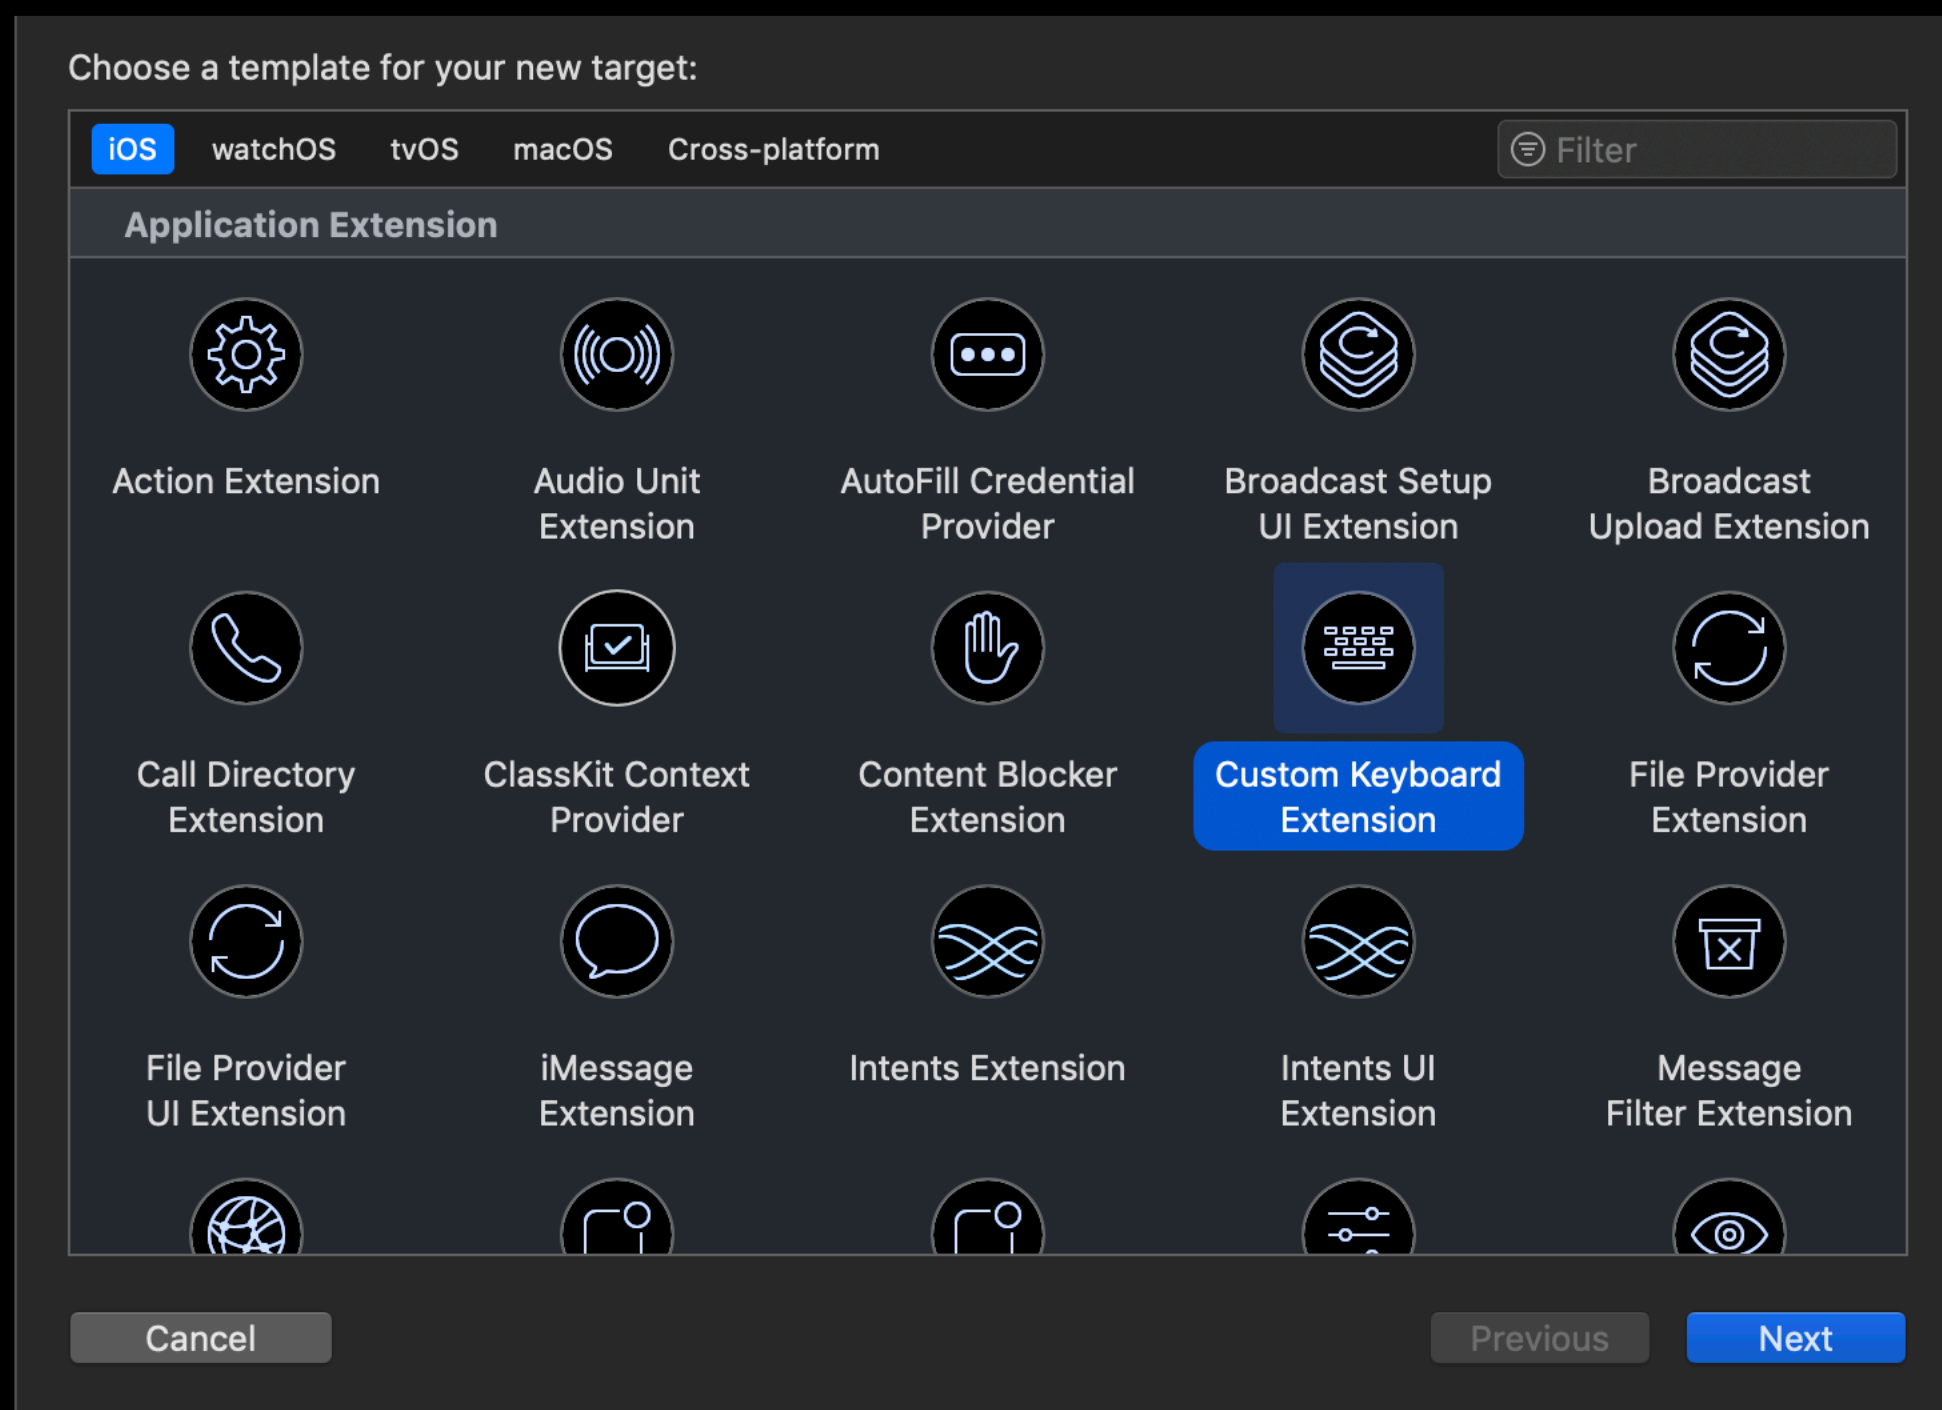 Choose a template for your new target:
iOS watchOS tvOS macOS Cross-platform Filter
Application Extension
Action Extension
Audio Unit
Extension
AutoFill Credential
Provider
Broadcast Setup
UI Extension
Broadcast
Upload Extension
Call Directory
Extension
ClassKit Context
Provider
Content Blocker
Extension
Custom Keyboard
Extension
File Provider
Extension
File Provider
UI Extension
iMessage
Extension
Intents Extension
Intents UI
Extension
Message
Filter Extension
Cancel
Previous
Next